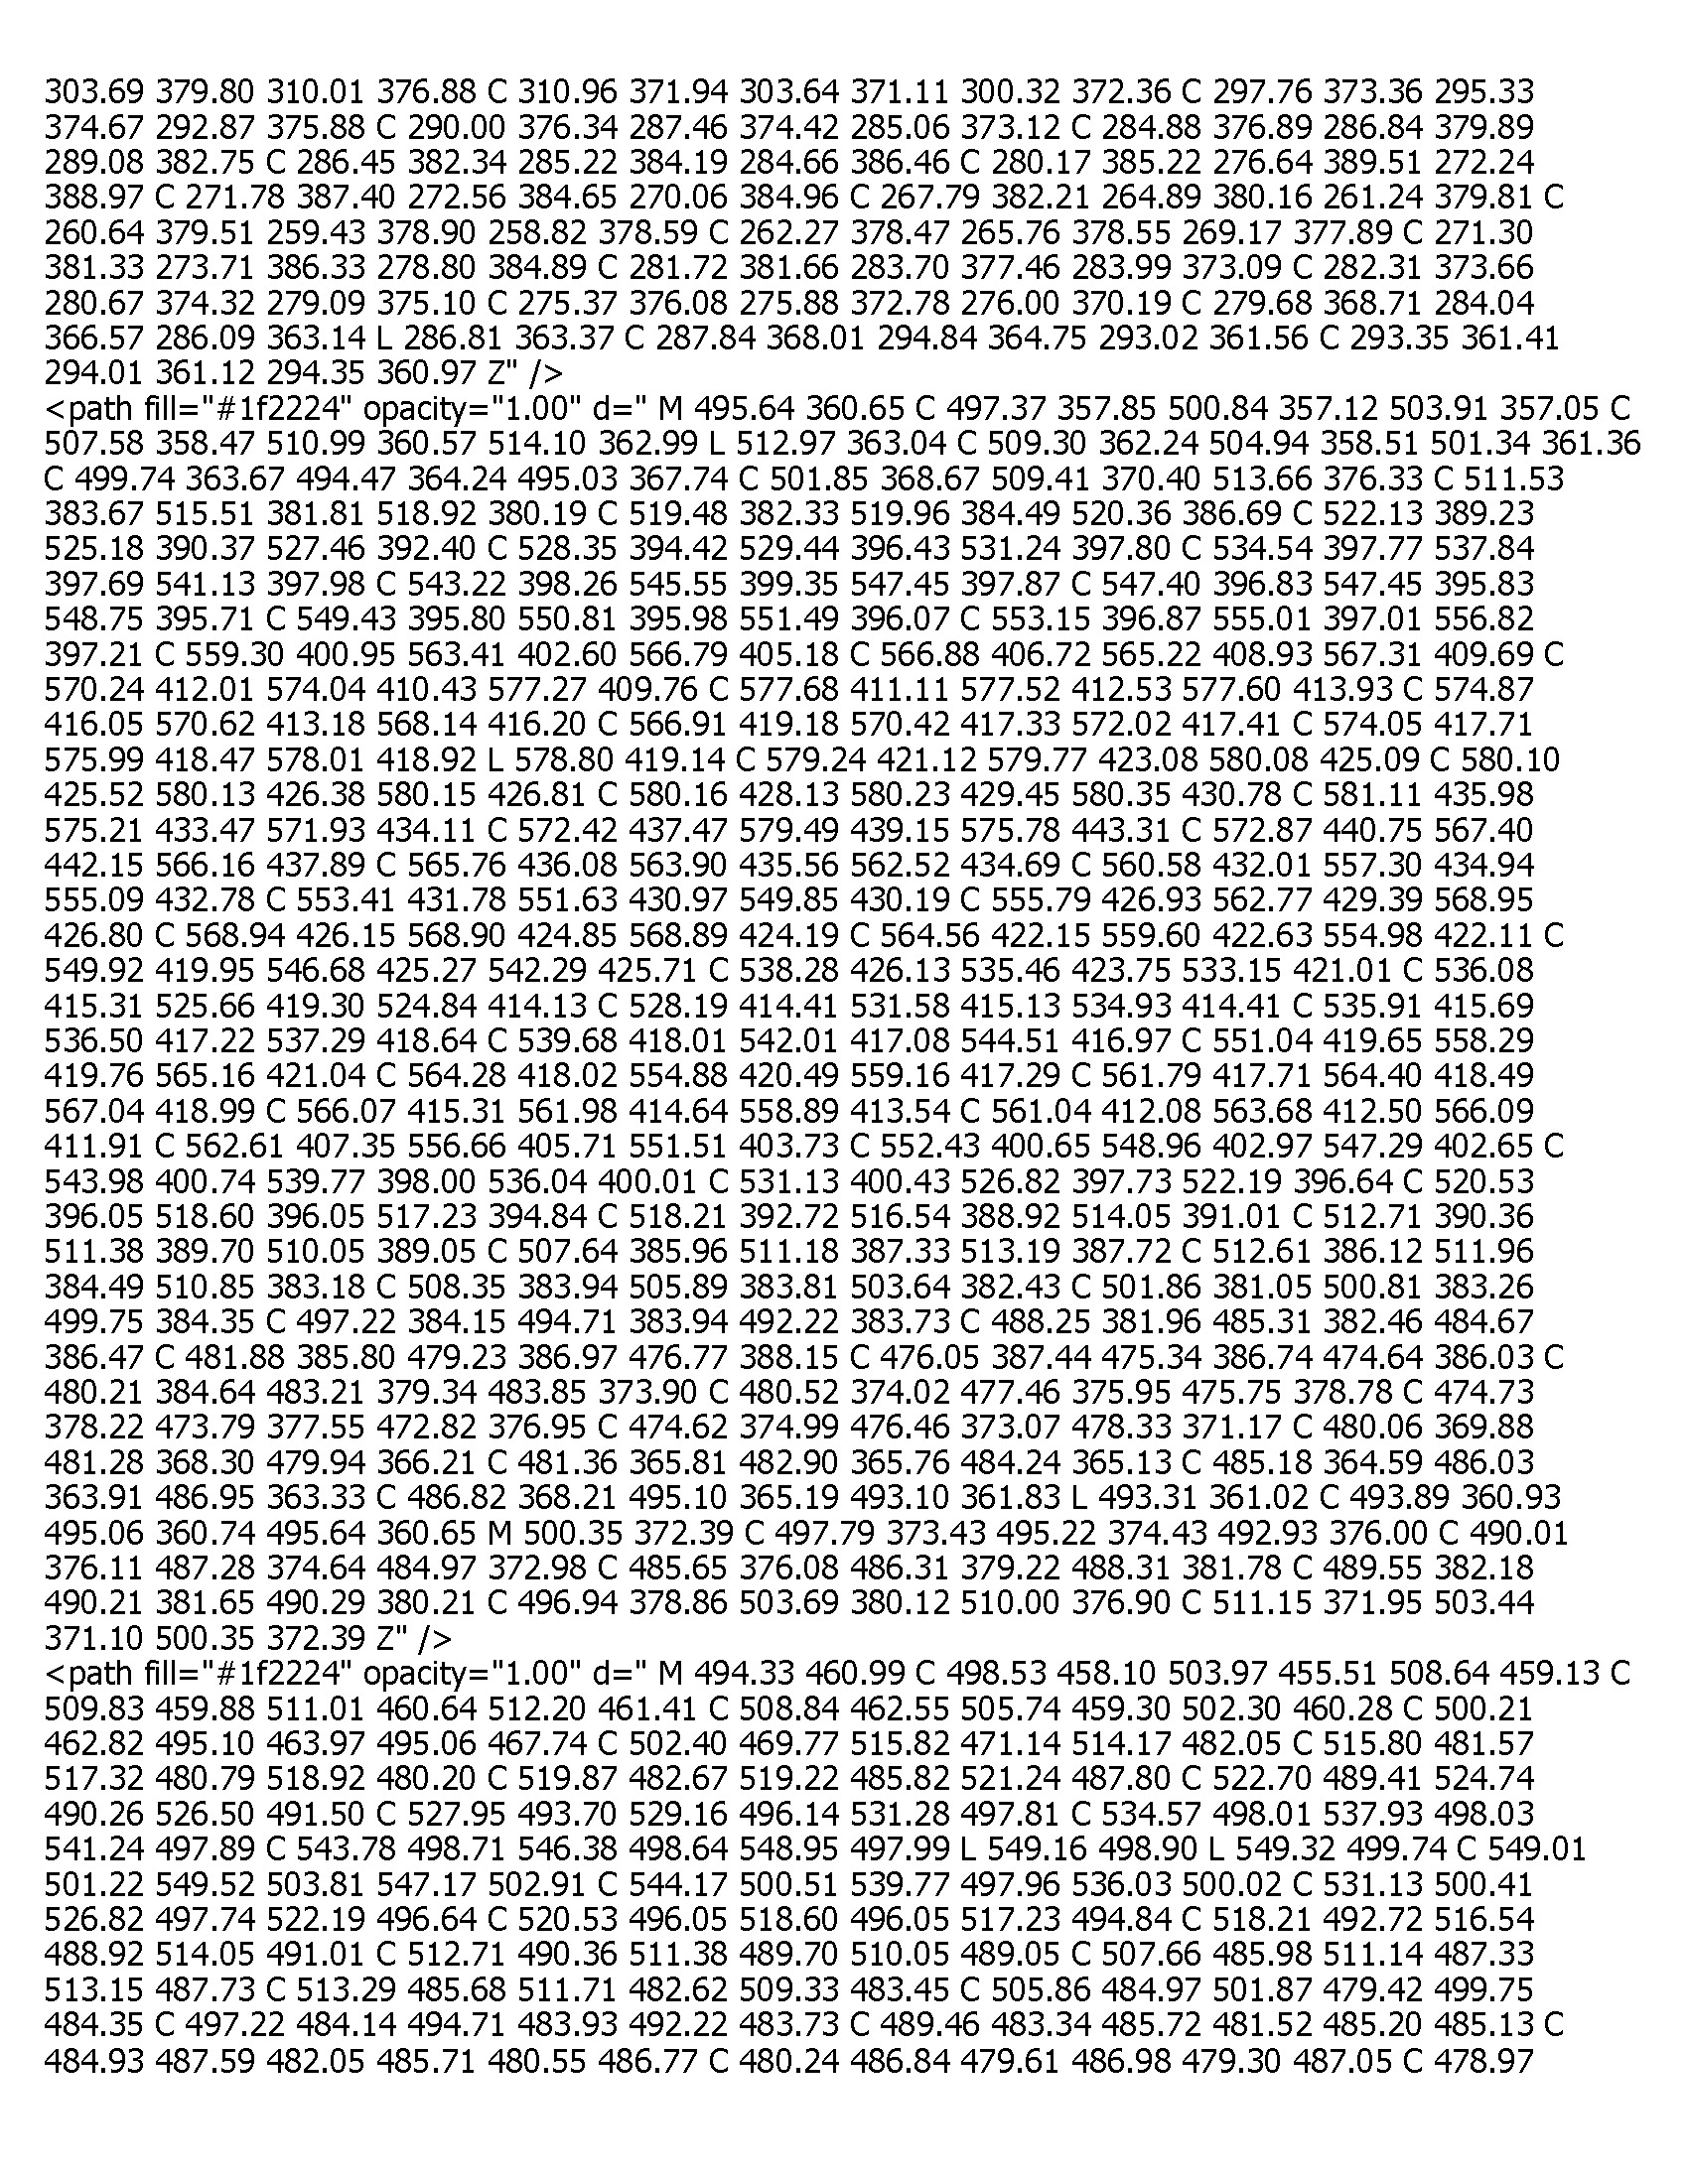 303.69 379.80 310.01 376.88 C 310.96 371.94 303.64 371.11 300.32 372.36 C 297.76 373.36 295.33
374.67 292.87 375.88 C 290.00 376.34 287.46 374.42 285.06 373.12 C 284.88 376.89 286.84 379.89
289.08 382.75 C 286.45 382.34 285.22 384.19 284.66 386.46 C 280.17 385.22 276.64 389.51 272.24
388.97 C 271.78 387.40 272.56 384.65 270.06 384.96 C 267.79 382.21 264.89 380.16 261.24 379.81 C
260.64 379.51 259.43 378.90 258.82 378.59 C 262.27 378.47 265.76 378.55 269.17 377.89 C 271.30
381.33 273.71 386.33 278.80 384.89 C 281.72 381.66 283.70 377.46 283.99 373.09 C 282.31 373.66
280.67 374.32 279.09 375.10 C 275.37 376.08 275.88 372.78 276.00 370.19 C 279.68 368.71 284.04
366.57 286.09 363.14 L 286.81 363.37 C 287.84 368.01 294.84 364.75 293.02 361.56 C 293.35 361.41
294.01 361.12 294.35 360.97 Z" />
<path fill="#1f2224" opacity="1.00" d=" M 495.64 360.65 C 497.37 357.85 500.84 357.12 503.91 357.05 C
507.58 358.47 510.99 360.57 514.10 362.99 L 512.97 363.04 C 509.30 362.24 504.94 358.51 501.34 361.36
C 499.74 363.67 494.47 364.24 495.03 367.74 C 501.85 368.67 509.41 370.40 513.66 376.33 C 511.53
383.67 515.51 381.81 518.92 380.19 C 519.48 382.33 519.96 384.49 520.36 386.69 C 522.13 389.23
525.18 390.37 527.46 392.40 C 528.35 394.42 529.44 396.43 531.24 397.80 C 534.54 397.77 537.84
397.69 541.13 397.98 C 543.22 398.26 545.55 399.35 547.45 397.87 C 547.40 396.83 547.45 395.83
548.75 395.71 C 549.43 395.80 550.81 395.98 551.49 396.07 C 553.15 396.87 555.01 397.01 556.82
397.21 C 559.30 400.95 563.41 402.60 566.79 405.18 C 566.88 406.72 565.22 408.93 567.31 409.69 C
570.24 412.01 574.04 410.43 577.27 409.76 C 577.68 411.11 577.52 412.53 577.60 413.93 C 574.87
416.05 570.62 413.18 568.14 416.20 C 566.91 419.18 570.42 417.33 572.02 417.41 C 574.05 417.71
575.99 418.47 578.01 418.92 L 578.80 419.14 C 579.24 421.12 579.77 423.08 580.08 425.09 C 580.10
425.52 580.13 426.38 580.15 426.81 C 580.16 428.13 580.23 429.45 580.35 430.78 C 581.11 435.98
575.21 433.47 571.93 434.11 C 572.42 437.47 579.49 439.15 575.78 443.31 C 572.87 440.75 567.40
442.15 566.16 437.89 C 565.76 436.08 563.90 435.56 562.52 434.69 C 560.58 432.01 557.30 434.94
555.09 432.78 C 553.41 431.78 551.63 430.97 549.85 430.19 C 555.79 426.93 562.77 429.39 568.95
426.80 C 568.94 426.15 568.90 424.85 568.89 424.19 C 564.56 422.15 559.60 422.63 554.98 422.11 C
549.92 419.95 546.68 425.27 542.29 425.71 C 538.28 426.13 535.46 423.75 533.15 421.01 C 536.08
415.31 525.66 419.30 524.84 414.13 C 528.19 414.41 531.58 415.13 534.93 414.41 C 535.91 415.69
536.50 417.22 537.29 418.64 C 539.68 418.01 542.01 417.08 544.51 416.97 C 551.04 419.65 558.29
419.76 565.16 421.04 C 564.28 418.02 554.88 420.49 559.16 417.29 C 561.79 417.71 564.40 418.49
567.04 418.99 C 566.07 415.31 561.98 414.64 558.89 413.54 C 561.04 412.08 563.68 412.50 566.09
411.91 C 562.61 407.35 556.66 405.71 551.51 403.73 C 552.43 400.65 548.96 402.97 547.29 402.65 C
543.98 400.74 539.77 398.00 536.04 400.01 C 531.13 400.43 526.82 397.73 522.19 396.64 C 520.53
396.05 518.60 396.05 517.23 394.84 C 518.21 392.72 516.54 388.92 514.05 391.01 C 512.71 390.36
511.38 389.70 510.05 389.05 C 507.64 385.96 511.18 387.33 513.19 387.72 C 512.61 386.12 511.96
384.49 510.85 383.18 C 508.35 383.94 505.89 383.81 503.64 382.43 C 501.86 381.05 500.81 383.26
499.75 384.35 C 497.22 384.15 494.71 383.94 492.22 383.73 C 488.25 381.96 485.31 382.46 484.67
386.47 C 481.88 385.80 479.23 386.97 476.77 388.15 C 476.05 387.44 475.34 386.74 474.64 386.03 C
480.21 384.64 483.21 379.34 483.85 373.90 C 480.52 374.02 477.46 375.95 475.75 378.78 C 474.73
378.22 473.79 377.55 472.82 376.95 C 474.62 374.99 476.46 373.07 478.33 371.17 C 480.06 369.88
481.28 368.30 479.94 366.21 C 481.36 365.81 482.90 365.76 484.24 365.13 C 485.18 364.59 486.03
363.91 486.95 363.33 C 486.82 368.21 495.10 365.19 493.10 361.83 L 493.31 361.02 C 493.89 360.93
495.06 360.74 495.64 360.65 M 500.35 372.39 C 497.79 373.43 495.22 374.43 492.93 376.00 C 490.01
376.11 487.28 374.64 484.97 372.98 C 485.65 376.08 486.31 379.22 488.31 381.78 C 489.55 382.18
490.21 381.65 490.29 380.21 C 496.94 378.86 503.69 380.12 510.00 376.90 C 511.15 371.95 503.44
371.10 500.35 372.39 Z" />
<path fill="#1f2224" opacity="1.00" d=" M 494.33 460.99 C 498.53 458.10 503.97 455.51 508.64 459.13 C
509.83 459.88 511.01 460.64 512.20 461.41 C 508.84 462.55 505.74 459.30 502.30 460.28 C 500.21
462.82 495.10 463.97 495.06 467.74 C 502.40 469.77 515.82 471.14 514.17 482.05 C 515.80 481.57
517.32 480.79 518.92 480.20 C 519.87 482.67 519.22 485.82 521.24 487.80 C 522.70 489.41 524.74
490.26 526.50 491.50 C 527.95 493.70 529.16 496.14 531.28 497.81 C 534.57 498.01 537.93 498.03
541.24 497.89 C 543.78 498.71 546.38 498.64 548.95 497.99 L 549.16 498.90 L 549.32 499.74 C 549.01
501.22 549.52 503.81 547.17 502.91 C 544.17 500.51 539.77 497.96 536.03 500.02 C 531.13 500.41
526.82 497.74 522.19 496.64 C 520.53 496.05 518.60 496.05 517.23 494.84 C 518.21 492.72 516.54
488.92 514.05 491.01 C 512.71 490.36 511.38 489.70 510.05 489.05 C 507.66 485.98 511.14 487.33
513.15 487.73 C 513.29 485.68 511.71 482.62 509.33 483.45 C 505.86 484.97 501.87 479.42 499.75
484.35 C 497.22 484.14 494.71 483.93 492.22 483.73 C 489.46 483.34 485.72 481.52 485.20 485.13 C
484.93 487.59 482.05 485.71 480.55 486.77 C 480.24 486.84 479.61 486.98 479.30 487.05 C 478.97